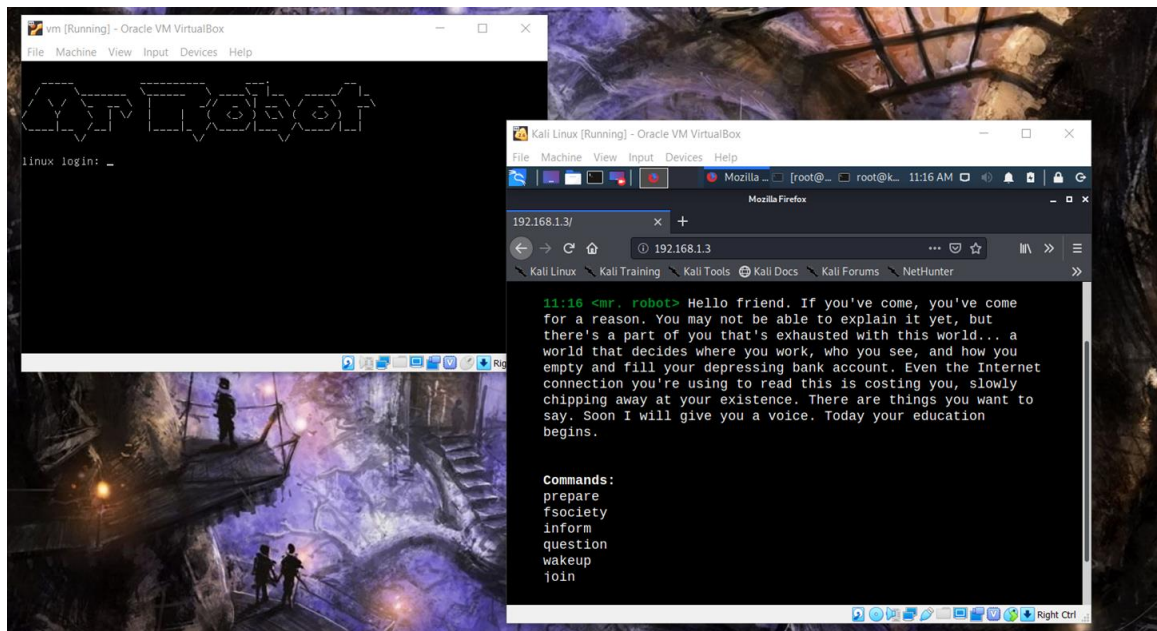 vm [Running] - Oracle VM VirtualBox
File Machine View Input Devices Help
Mr Robot
linux login: _
Rig
Kali Linux [Running] - Oracle VM VirtualBox
File Machine View Input Devices Help
Mozilla ... [root@... root@k... 11:16 AM
Mozilla Firefox
192.168.1.3/
192.168.1.3
Kali Linux Kali Training Kali Tools Kali Docs Kali Forums NetHunter
11:16 <mr. robot> Hello friend. If you've come, you've come
for a reason. You may not be able to explain it yet, but
there's a part of you that's exhausted with this world... a
world that decides where you work, who you see, and how you
empty and fill your depressing bank account. Even the Internet
connection you're using to read this is costing you, slowly
chipping away at your existence. There are things you want to
say. Soon I will give you a voice. Today your education
begins.
Commands:
prepare
fsociety
inform
question
wakeup
join
Right Ctrl